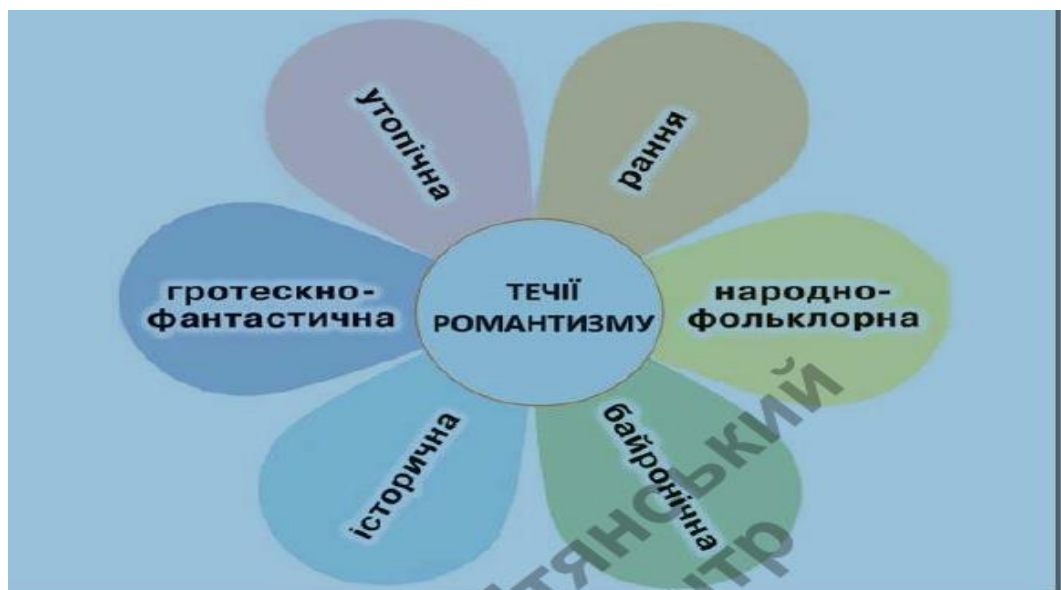 утопічна
рання
гротескно-
фантастична
ТЕЧІЇ
РОМАНТИЗМУ
народно-
фольклорна
історична
байронічна